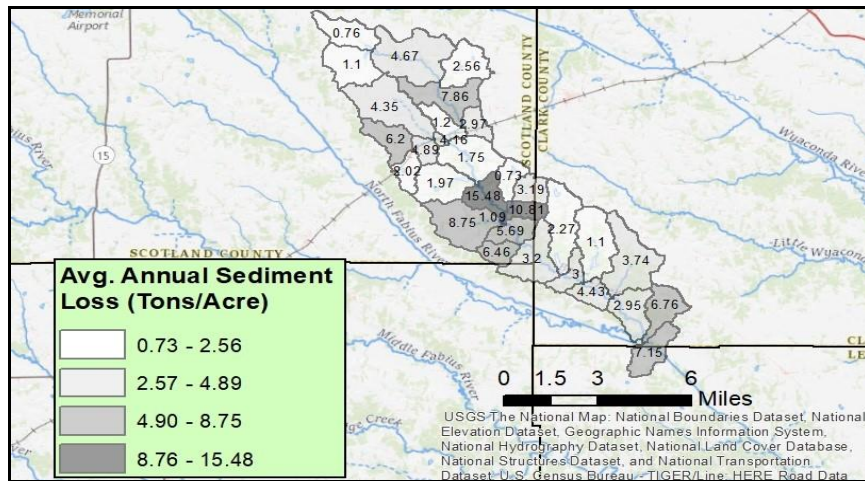 Memorial
Airport
0.76
4.67
1.1
2.56
SCOTLAND COUNTY
CLARK COUNTY
7.86
4.35
1.2
2.97
6.2
4.16
4.89
1.75
Wyaconda River
15
2.02
0.73
1.97
3.19
15.48
North Fabius River
10.81
1.09
8.75
5.69
2.27
1.1
Little Wyaconda
SCOTLAND COUNTY
6.46
3.2
3.74
3
4.43
2.95
6.76
7.15
Middle Fabius River
Avg. Annual Sediment
Loss (Tons/Acre)
0.73 - 2.56
2.57 - 4.89
4.90 - 8.75
8.76 - 15.48
CL
LE
0 1.5 3 6
Miles
USGS The National Map: National Boundaries Dataset, National
Elevation Dataset, Geographic Names Information System,
National Hydrography Dataset, National Land Cover Database,
National Structures Dataset, and National Transportation
Dataset; U.S. Census Bureau - TIGER/Line; HERE Road Data